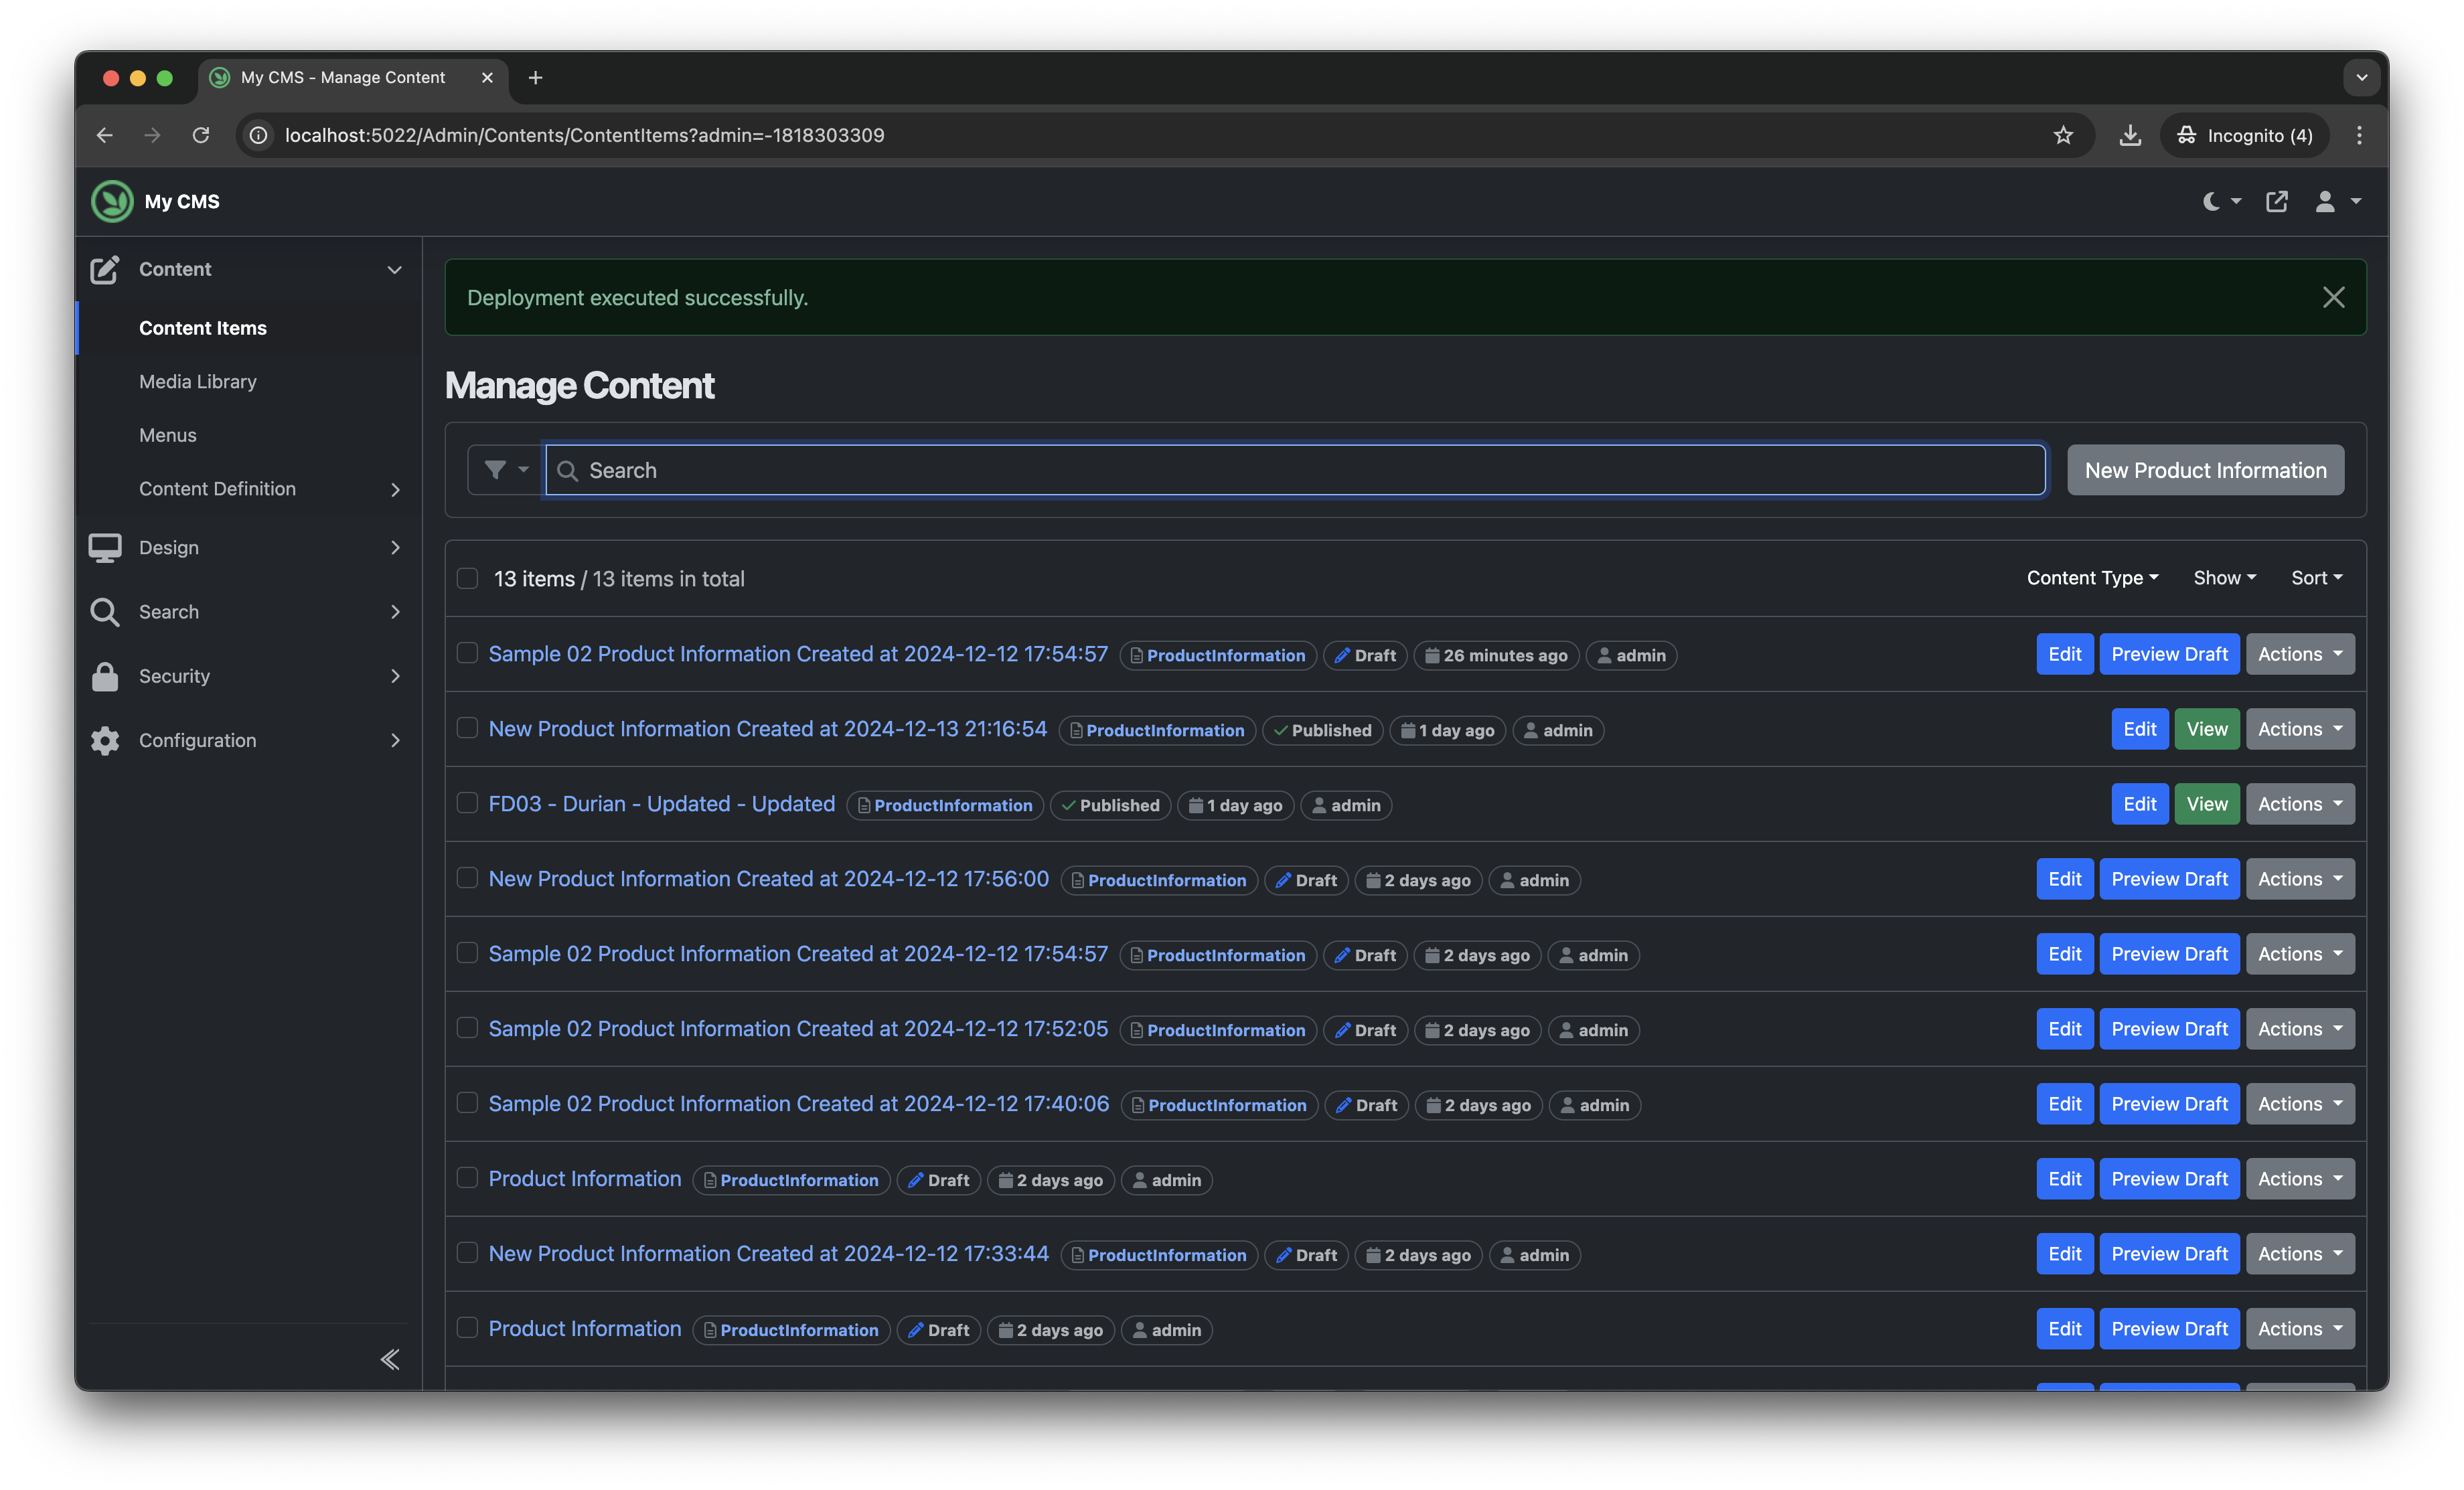 My CMS - Manage Content
localhost:5022/Admin/Contents/ContentItems?admin=-1818303309
Incognito (4)
My CMS
Content
Content Items
Media Library
Menus
Content Definition
Design
Search
Security
Configuration
Deployment executed successfully.
Manage Content
Search
New Product Information
13 items / 13 items in total
Content Type
Show
Sort
Sample 02 Product Information Created at 2024-12-12 17:54:57 ProductInformation Draft 26 minutes ago admin Edit Preview Draft Actions
New Product Information Created at 2024-12-13 21:16:54 ProductInformation Published 1 day ago admin Edit View Actions
FD03 - Durian - Updated - Updated ProductInformation Published 1 day ago admin Edit View Actions
New Product Information Created at 2024-12-12 17:56:00 ProductInformation Draft 2 days ago admin Edit Preview Draft Actions
Sample 02 Product Information Created at 2024-12-12 17:54:57 ProductInformation Draft 2 days ago admin Edit Preview Draft Actions
Sample 02 Product Information Created at 2024-12-12 17:52:05 ProductInformation Draft 2 days ago admin Edit Preview Draft Actions
Sample 02 Product Information Created at 2024-12-12 17:40:06 ProductInformation Draft 2 days ago admin Edit Preview Draft Actions
Product Information ProductInformation Draft 2 days ago admin Edit Preview Draft Actions
New Product Information Created at 2024-12-12 17:33:44 ProductInformation Draft 2 days ago admin Edit Preview Draft Actions
Product Information ProductInformation Draft 2 days ago admin Edit Preview Draft Actions